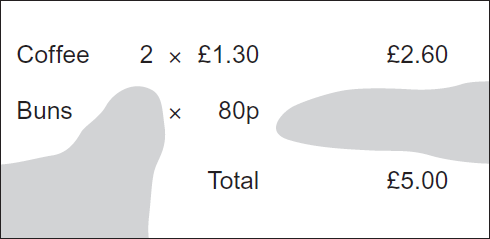 Coffee 2 × £1.30 £2.60
Buns × 80p
Total £5.00